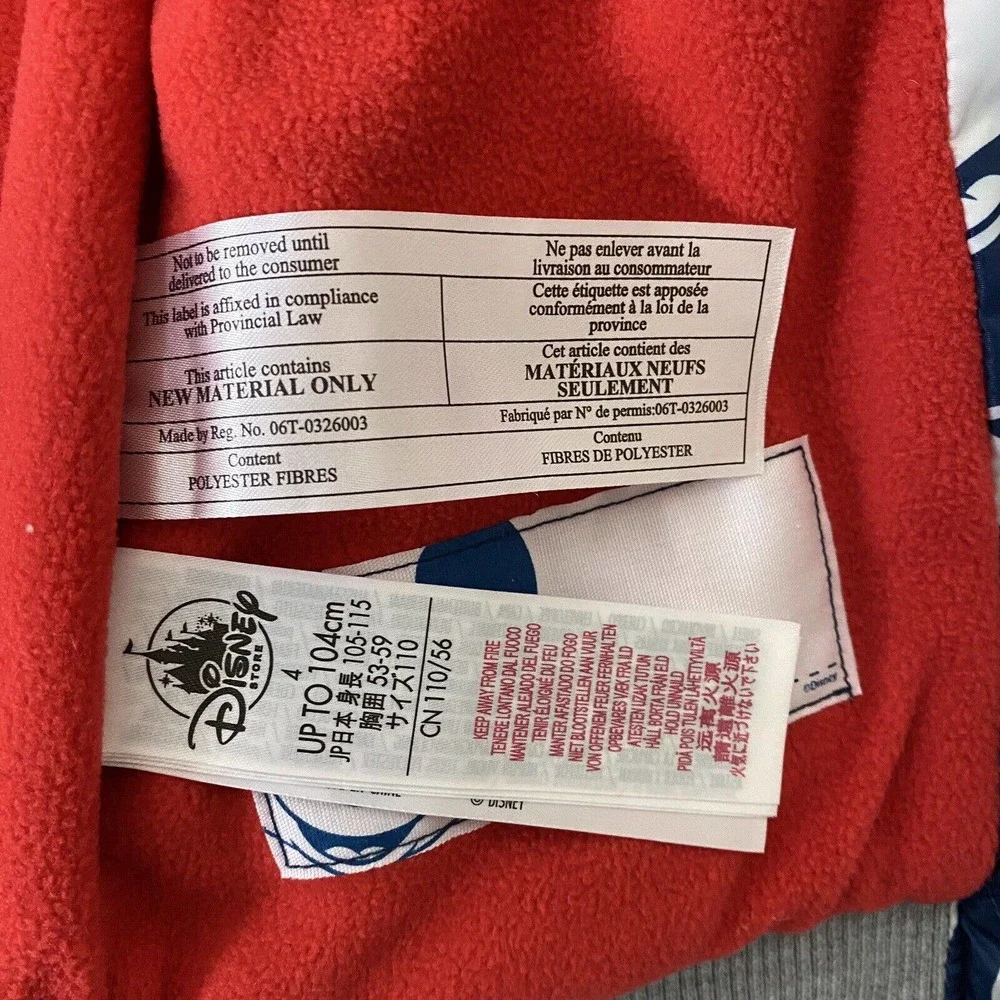 Not to be removed until
delivered to the consumer
Ne pas enlever avant la
livraison au consommateur
This label is affixed in compliance
with Provincial Law
Cette étiquette est apposée
conformément à la loi de la
province
This article contains
NEW MATERIAL ONLY
Cet article contient des
MATÉRIAUX NEUFS
SEULEMENT
Made by Reg. No. 06T-0326003
Fabriqué par N° de permis:06T-0326003
Content
POLYESTER FIBRES
Contenu
FIBRES DE POLYESTER
©DISNEY
DISNEY
STORE
4
UP TO 104cm
JP日本 身長 105-115
胸囲 53-59
サイズ110
CN 110/56
KEEP AWAY FROM FIRE
TENERE LONTANO DAL FUOCO
MANTENER ALEJADO DEL FUEGO
TENIR ÉLOIGNÉ DU FEU
MANTER AFASTADO DO FOGO
NIET BLOOTSTELLEN AAN VUUR
VON OFFENEM FEUER FERNHALTEN
OPBEVARES VÆK FRA ILD
ÄTESTEN UZAK TUTUN
HÅLL BORTA FRÅN ELD
HOLD UNNA ILD
PIDÄ POIS TULEN LÄHETTYVILTÄ
远离火源
請遠離火源
火気に近づけないで下さい
© DISNEY